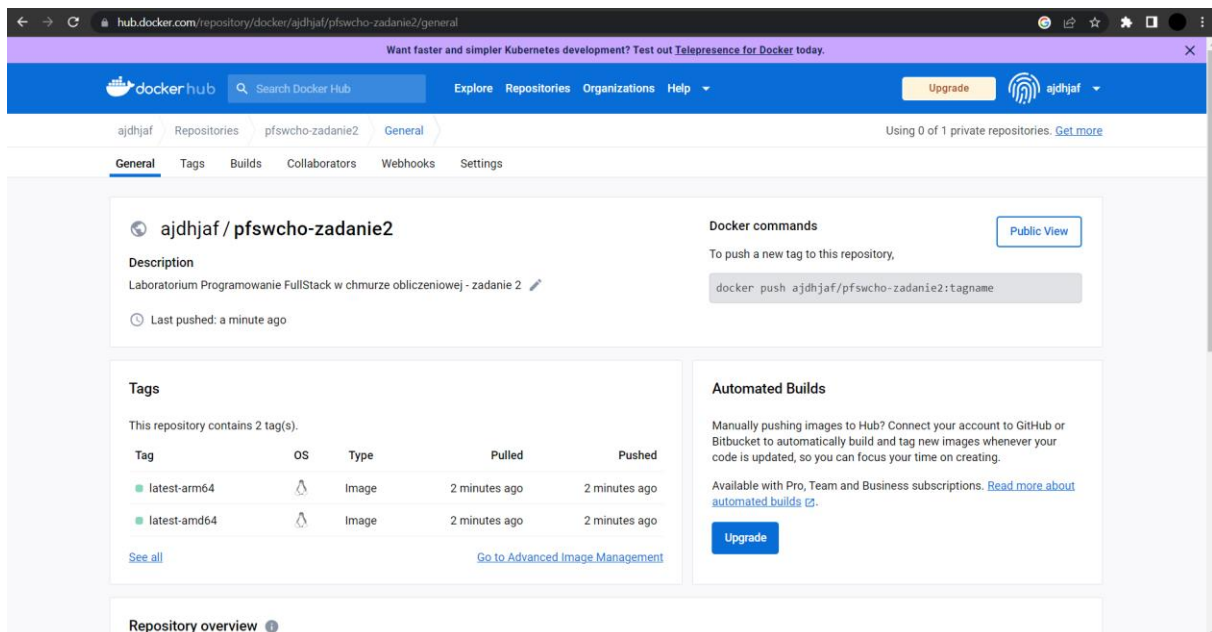 hub.docker.com/repository/docker/ajdhjaf/pfswcho-zadanie2/general
Want faster and simpler Kubernetes development? Test out Telepresence for Docker today.
dockerhub Search Docker Hub Explore Repositories Organizations Help Upgrade ajdhjaf
ajdhjaf Repositories pfswcho-zadanie2 General Using 0 of 1 private repositories. Get more
General Tags Builds Collaborators Webhooks Settings
ajdhjaf / pfswcho-zadanie2
Description
Laboratorium Programowanie FullStack w chmurze obliczeniowej - zadanie 2
Last pushed: a minute ago
Docker commands
Public View
To push a new tag to this repository,
docker push ajdhjaf/pfswcho-zadanie2:tagname
Tags
This repository contains 2 tag(s).
Tag OS Type Pulled Pushed
latest-arm64 Image 2 minutes ago 2 minutes ago
latest-amd64 Image 2 minutes ago 2 minutes ago
See all Go to Advanced Image Management
Automated Builds
Manually pushing images to Hub? Connect your account to GitHub or
Bitbucket to automatically build and tag new images whenever your
code is updated, so you can focus your time on creating.
Available with Pro, Team and Business subscriptions. Read more about
automated builds.
Upgrade
Repository overview